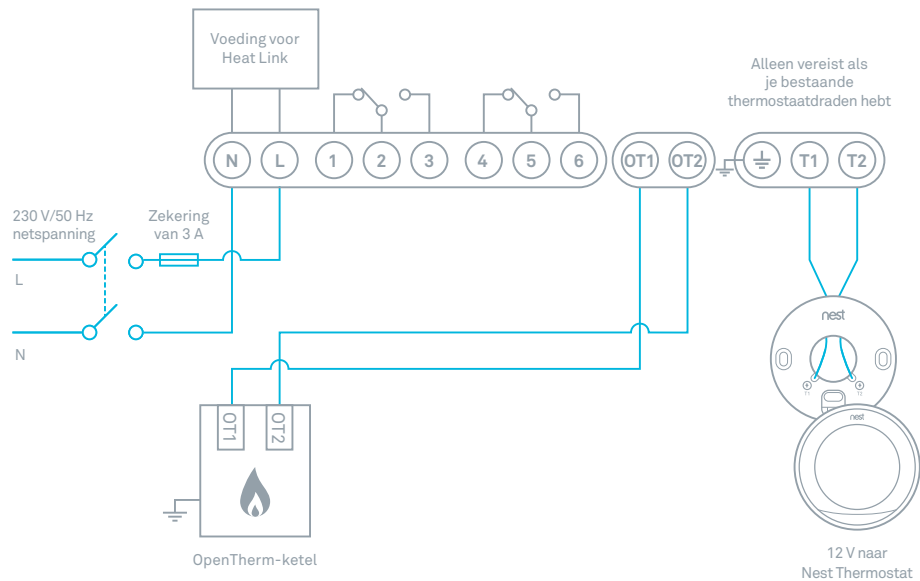 Voeding voor
Heat Link
Alleen vereist als
je bestaande
thermostaatdraden hebt
N L 1 2 3 4 5 6 OT1 OT2 T1 T2
230 V/50 Hz
netspanning
Zekering
van 3 A
L
N
nest
T1 T2
nest
OT1 OT2
OpenTherm-ketel
12 V naar
Nest Thermostat